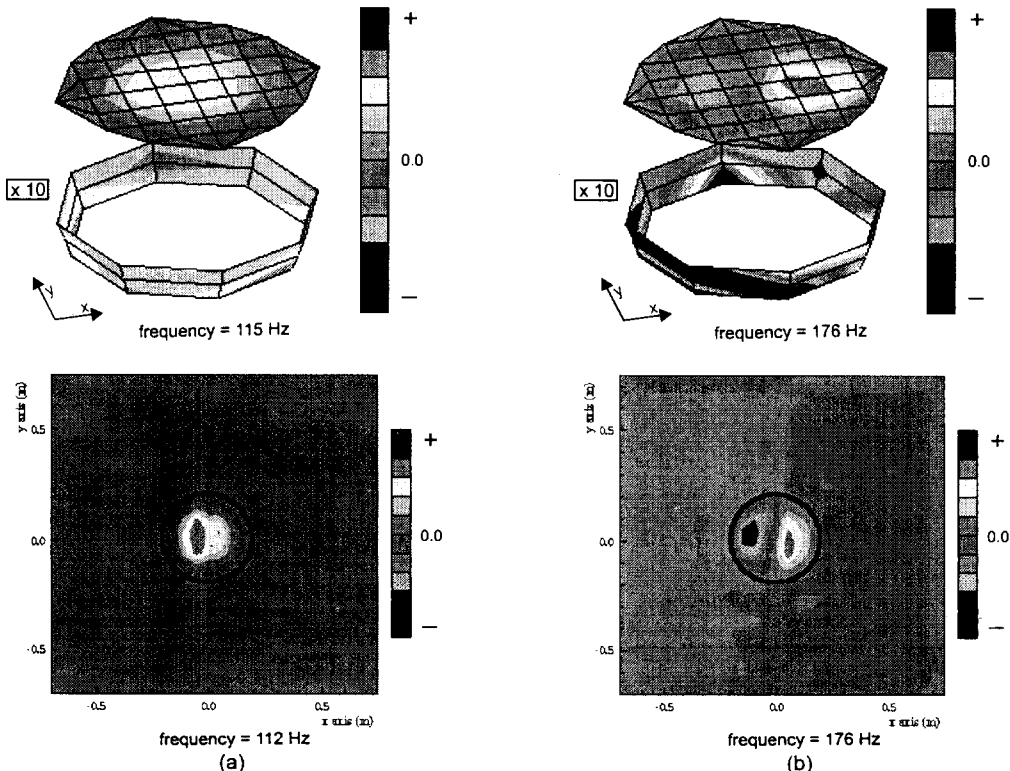 +
0.0
—
x 10
y
x
frequency = 115 Hz
+
0.0
—
x 10
y
x
frequency = 176 Hz
y axis (m)
0.5
0.0
-0.5
-0.5
0.0
0.5
x axis (m)
+
0.0
—
frequency = 112 Hz
(a)
y axis (m)
0.5
0.0
-0.5
-0.5
0.0
0.5
x axis (m)
+
0.0
—
frequency = 176 Hz
(b)